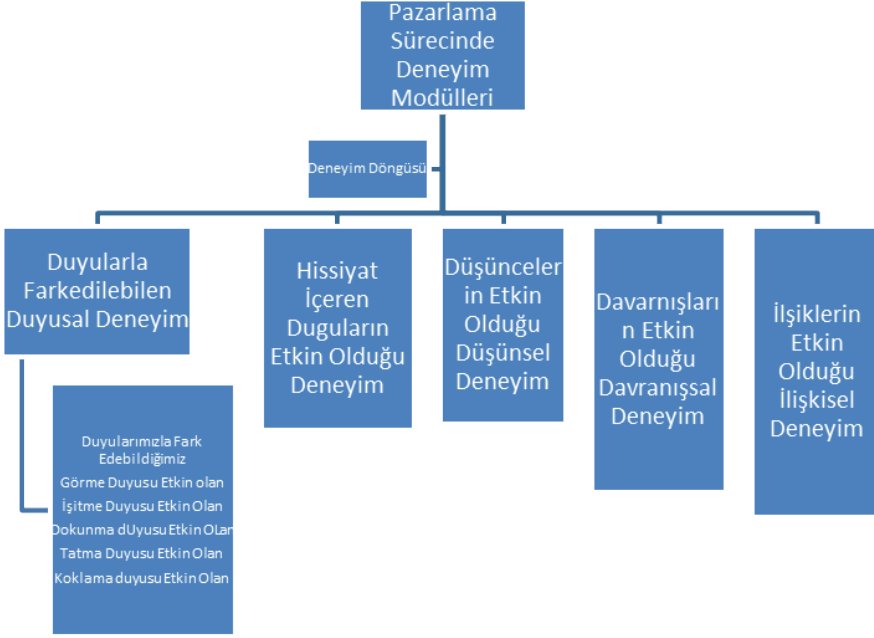 Pazarlama
Sürecinde
Deneyim
Modülleri
Deneyim Döngüsü
Duyularla
Farkedilebilen
Duyusal Deneyim
Hissiyat
İçeren
Duguların
Etkin Olduğu
Deneyim
Düşünceler
in Etkin
Olduğu
Düşünsel
Deneyim
Davarnışları
n Etkin
Olduğu
Davranışsal
Deneyim
İlşiklerin
Etkin
Olduğu
İlişkisel
Deneyim
Duyularımızla Fark
Edebildiğimiz
Görme Duyusu Etkin olan
İşitme Duyusu Etkin Olan
Dokunma dUyusu Etkin OLan
Tatma Duyusu Etkin Olan
Koklama duyusu Etkin Olan